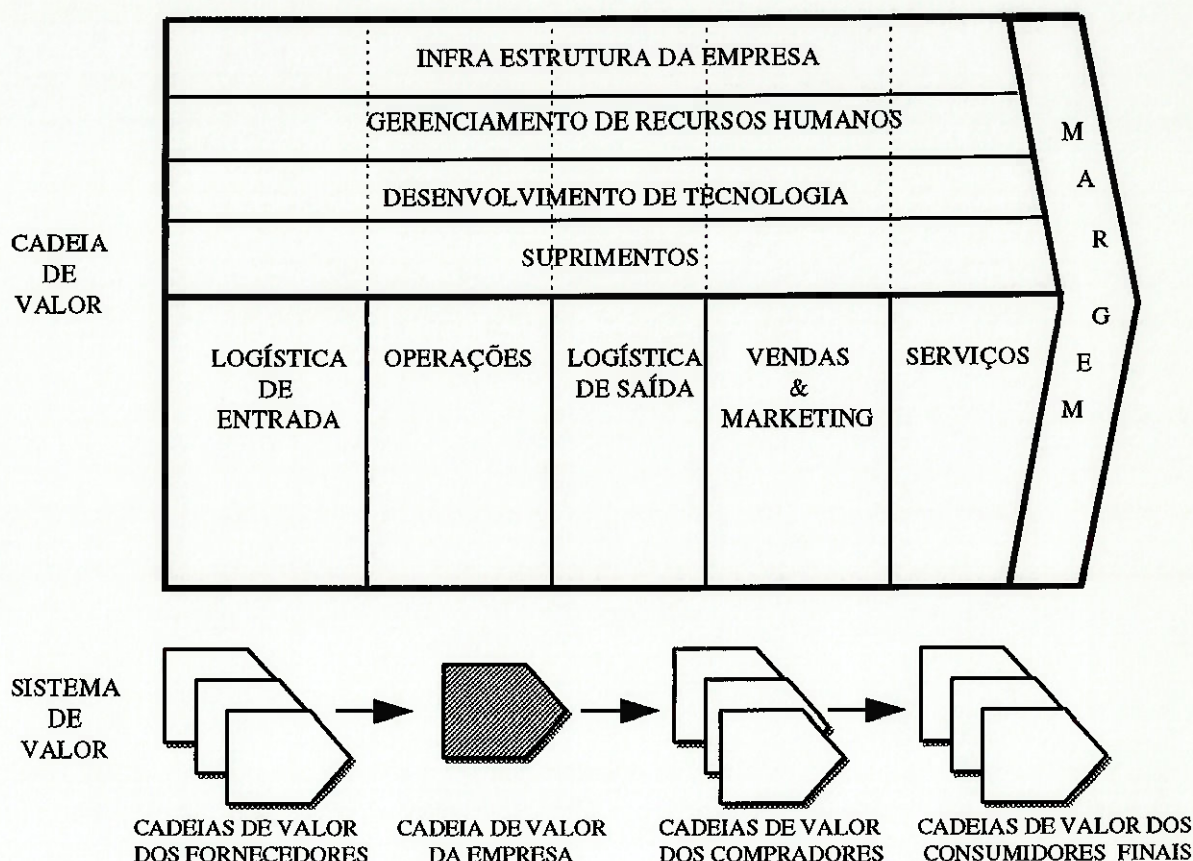 INFRA ESTRUTURA DA EMPRESA
GERENCIAMENTO DE RECURSOS HUMANOS
DESENVOLVIMENTO DE TECNOLOGIA
SUPRIMENTOS
CADEIA
DE
VALOR
LOGÍSTICA
DE
ENTRADA
OPERAÇÕES
LOGÍSTICA
DE SAÍDA
VENDAS
&
MARKETING
SERVIÇOS
M
A
R
G
E
M
SISTEMA
DE
VALOR
CADEIAS DE VALOR
DOS FORNECEDORES
CADEIA DE VALOR
DA EMPRESA
CADEIAS DE VALOR
DOS COMPRADORES
CADEIAS DE VALOR DOS
CONSUMIDORES FINAIS